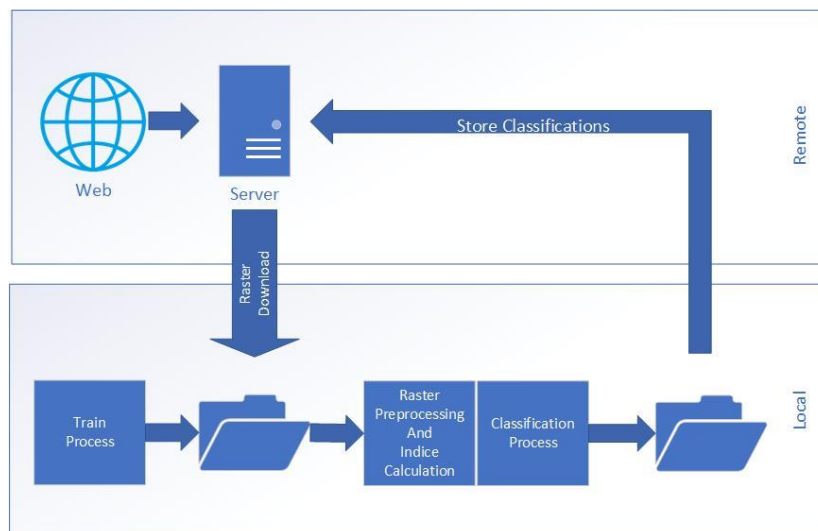 Web
Server
Store Classifications
Remote
Raster
Download
Train
Process
Raster
Preprocessing
And
Indice
Calculation
Classification
Process
Local